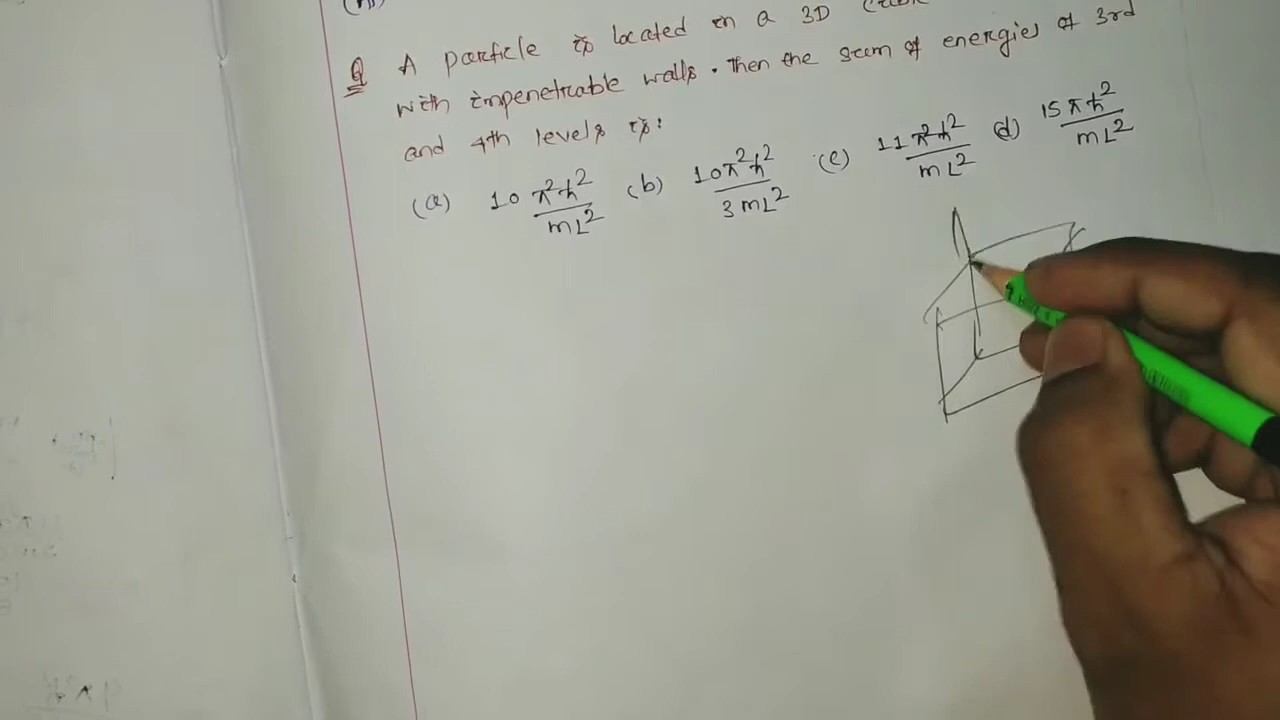 Q A particle is located in a 3D
with impenetrable walls. Then the sum of energies of 3rd
and 4th levels is:
(a) 10 π²ħ²/mL² (b) 10π²ħ²/3mL² (c) 11π²ħ²/mL² (d) 15πħ²/mL²